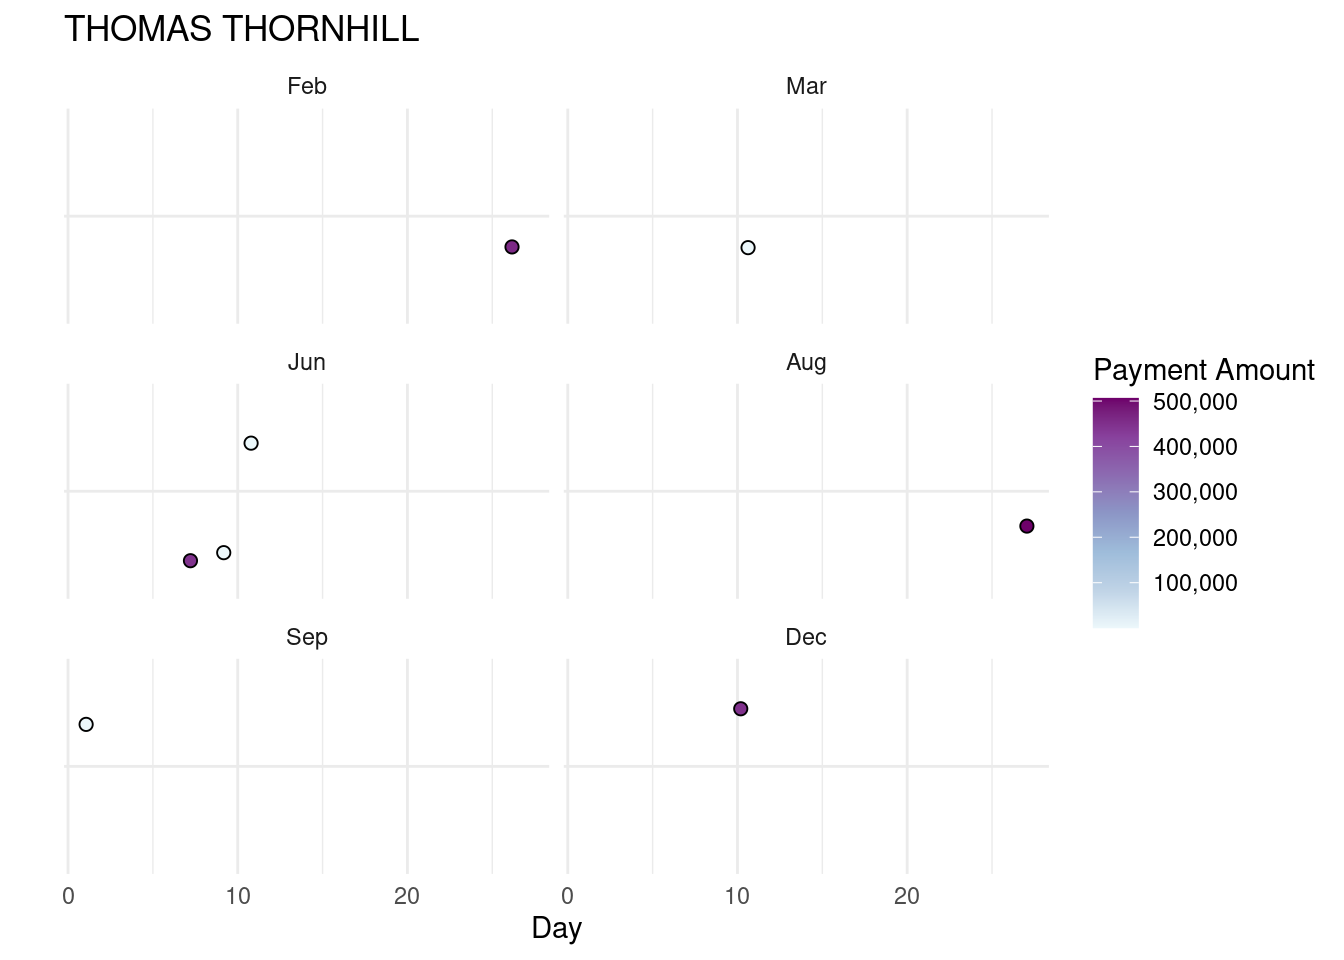 THOMAS THORNHILL
Feb
Mar
Jun
Aug
Sep
Dec
0
10
20
0
10
20
Day
Payment Amount
500,000
400,000
300,000
200,000
100,000